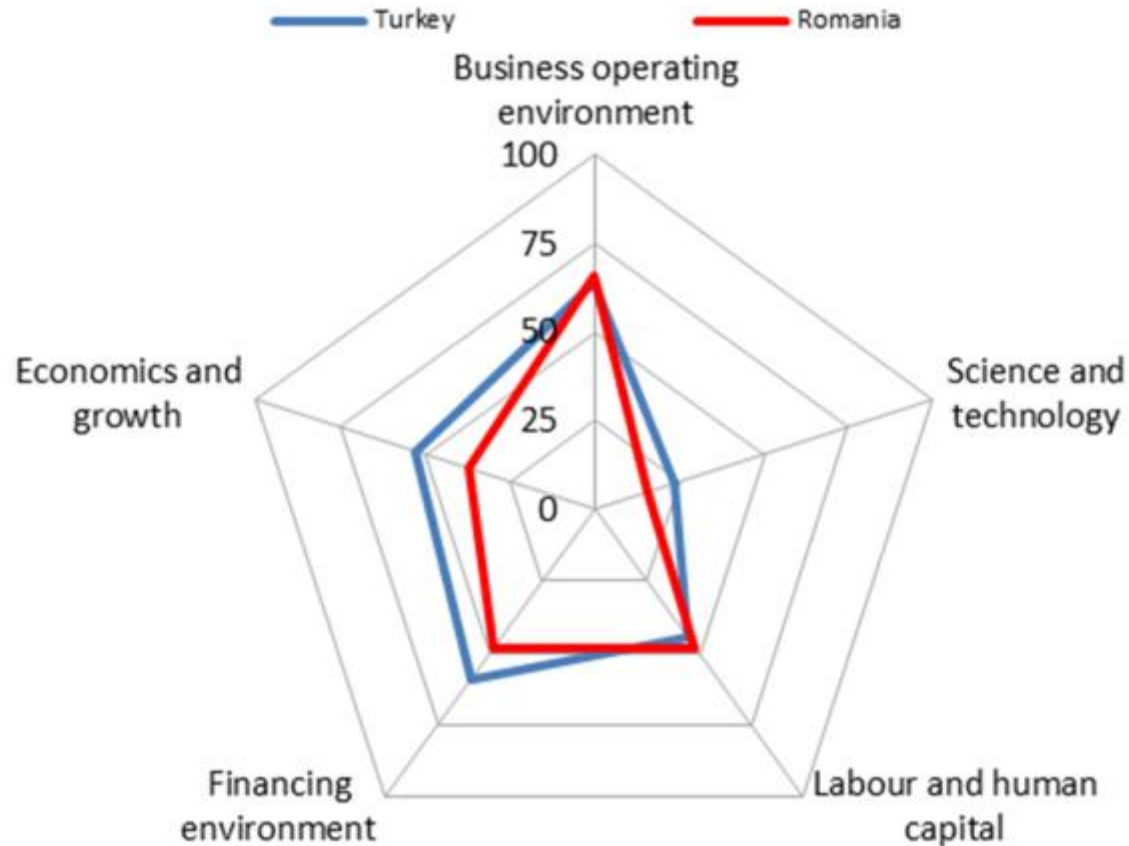 Turkey
Romania
Business operating
environment
100
75
50
25
0
Economics and
growth
Science and
technology
Financing
environment
Labour and human
capital